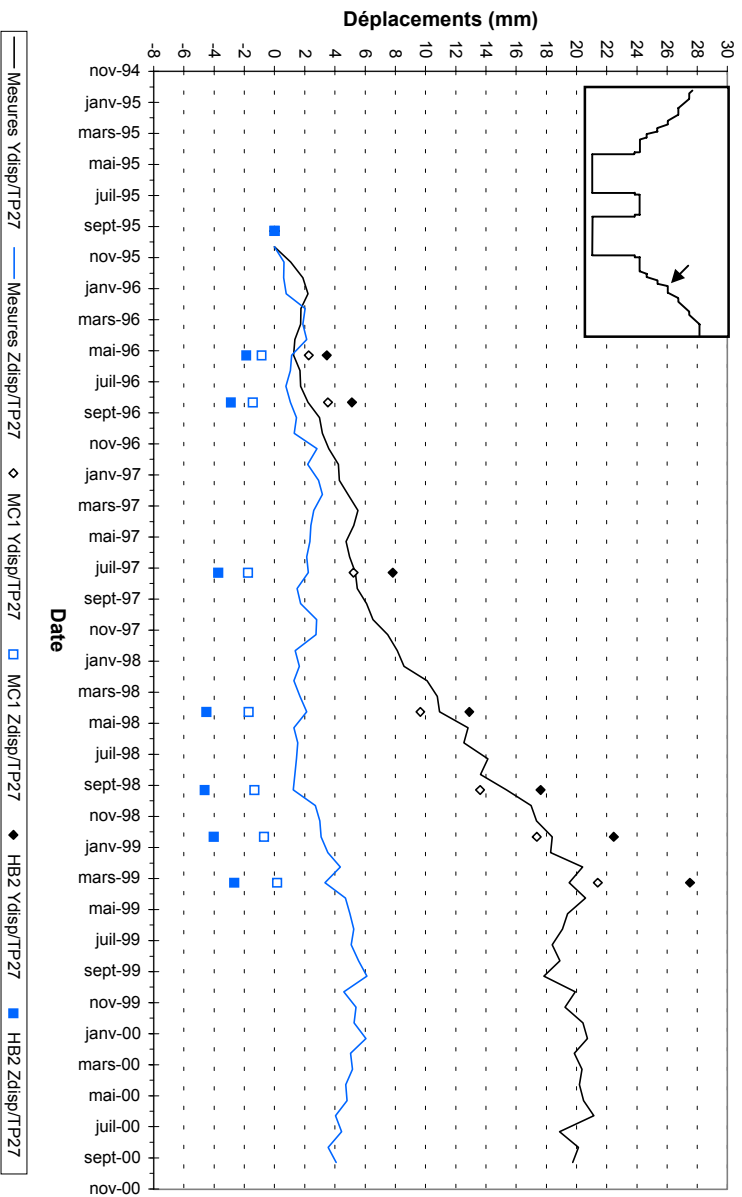 Déplacements (mm)
-8
-6
-4
-2
0
2
4
6
8
10
12
14
16
18
20
22
24
26
28
30
nov-94
janv-95
mars-95
mai-95
juil-95
sept-95
nov-95
janv-96
mars-96
mai-96
juil-96
sept-96
nov-96
janv-97
mars-97
mai-97
juil-97
sept-97
nov-97
janv-98
mars-98
mai-98
juil-98
sept-98
nov-98
janv-99
mars-99
mai-99
juil-99
sept-99
nov-99
janv-00
mars-00
mai-00
juil-00
sept-00
nov-00
Date
Mesures Ydisp/TP27 Mesures Zdisp/TP27 MC1 Ydisp/TP27 MC1 Zdisp/TP27 HB2 Ydisp/TP27 HB2 Zdisp/TP27